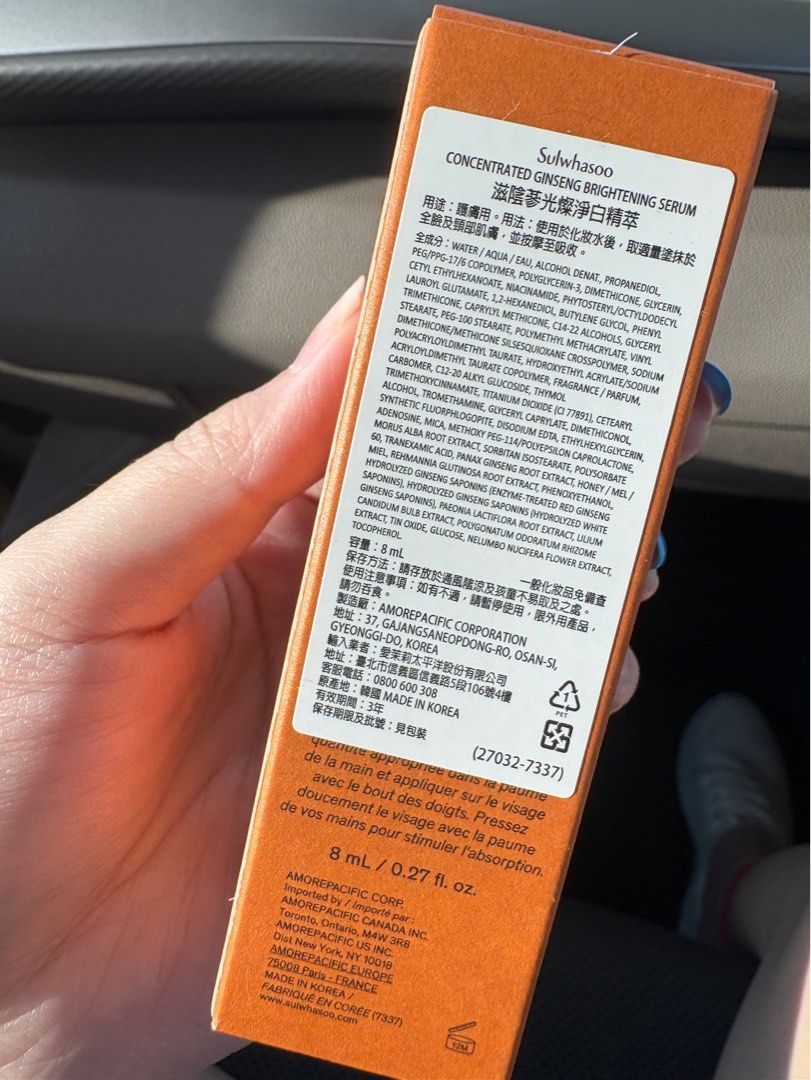 Sulwhasoo
CONCENTRATED GINSENG BRIGHTENING SERUM
滋陰蔘光燦淨白精萃
用途：護膚用。用法：使用於化妝水後，取適量塗抹於
全臉及頸部肌膚，並按摩至吸收。
全成分：WATER / AQUA / EAU, ALCOHOL DENAT., PROPANEDIOL,
PEG/PPG-17/6 COPOLYMER, POLYGLYCERIN-3, DIMETHICONE, GLYCERIN,
CETYL ETHYLHEXANOATE, NIACINAMIDE, PHYTOSTERYL/OCTYLDODECYL
LAUROYL GLUTAMATE, 1,2-HEXANEDIOL, BUTYLENE GLYCOL, PHENYL
TRIMETHICONE, CAPRYLYL METHICONE, C14-22 ALCOHOLS, GLYCERYL
STEARATE, PEG-100 STEARATE, POLYMETHYL METHACRYLATE, VINYL
DIMETHICONE/METHICONE SILSESQUIOXANE CROSSPOLYMER, SODIUM
POLYACRYLOYLDIMETHYL TAURATE, HYDROXYETHYL ACRYLATE/SODIUM
ACRYLOYLDIMETHYL TAURATE COPOLYMER, FRAGRANCE / PARFUM,
CARBOMER, C12-20 ALKYL GLUCOSIDE, THYMOL
TRIMETHOXYCINNAMATE, TITANIUM DIOXIDE (CI 77891), CETEARYL
ALCOHOL, TROMETHAMINE, GLYCERYL CAPRYLATE, DIMETHICONOL,
SYNTHETIC FLUORPHLOGOPITE, DISODIUM EDTA, ETHYLHEXYLGLYCERIN,
ADENOSINE, MICA, METHOXY PEG-114/POLYEPSILON CAPROLACTONE,
MORUS ALBA ROOT EXTRACT, SORBITAN ISOSTEARATE, POLYSORBATE
60, TRANEXAMIC ACID, PANAX GINSENG ROOT EXTRACT, HONEY / MEL /
MIEL, REHMANNIA GLUTINOSA ROOT EXTRACT, PHENOXYETHANOL,
HYDROLYZED GINSENG SAPONINS (ENZYME-TREATED RED GINSENG
SAPONINS), HYDROLYZED GINSENG SAPONINS (HYDROLYZED WHITE
GINSENG SAPONINS), PAEONIA LACTIFLORA ROOT EXTRACT, LILIUM
CANDIDUM BULB EXTRACT, POLYGONATUM ODORATUM RHIZOME
EXTRACT, TIN OXIDE, GLUCOSE, NELUMBO NUCIFERA FLOWER EXTRACT,
TOCOPHEROL
容量：8 mL 一般化妝品免備查
保存方法：請存放於通風陰涼及孩童不易取及之處。
使用注意事項：如有不適，請暫停使用，限外用產品，
請勿吞食。
製造廠：AMOREPACIFIC CORPORATION
地址：37, GAJANGSANEOPDONG-RO, OSAN-SI,
GYEONGGI-DO, KOREA
輸入業者：愛茉莉太平洋股份有限公司
地址：臺北市信義區信義路5段106號4樓
客服電話：0800 600 308
原產地：韓國 MADE IN KOREA
有效期間：3年
保存期限及批號：見包裝
1
PET
(27032-7337)
quantité appropriée dans la paume
de la main et appliquer sur le visage
avec le bout des doigts. Pressez
doucement le visage avec la paume
de vos mains pour stimuler l'absorption.
8 mL / 0.27 fl. oz.
AMOREPACIFIC CORP.
Imported by / Importé par :
AMOREPACIFIC CANADA INC.
Toronto, Ontario, M4W 3R8
AMOREPACIFIC US INC.
Dist New York, NY 10018
AMOREPACIFIC EUROPE
75008 Paris - FRANCE
MADE IN KOREA /
FABRIQUÉ EN CORÉE (7337)
www.sulwhasoo.com
12M